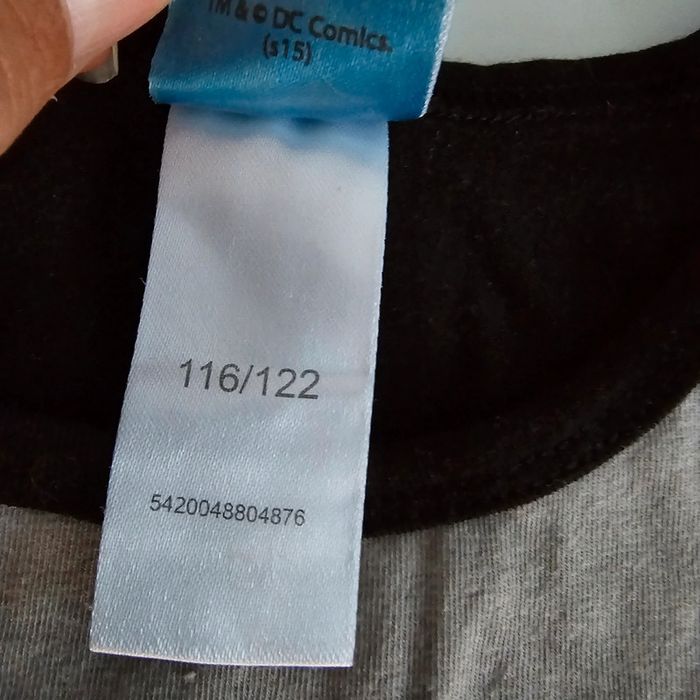 TM & © DC Comics.
(s15)
116/122
5420048804876